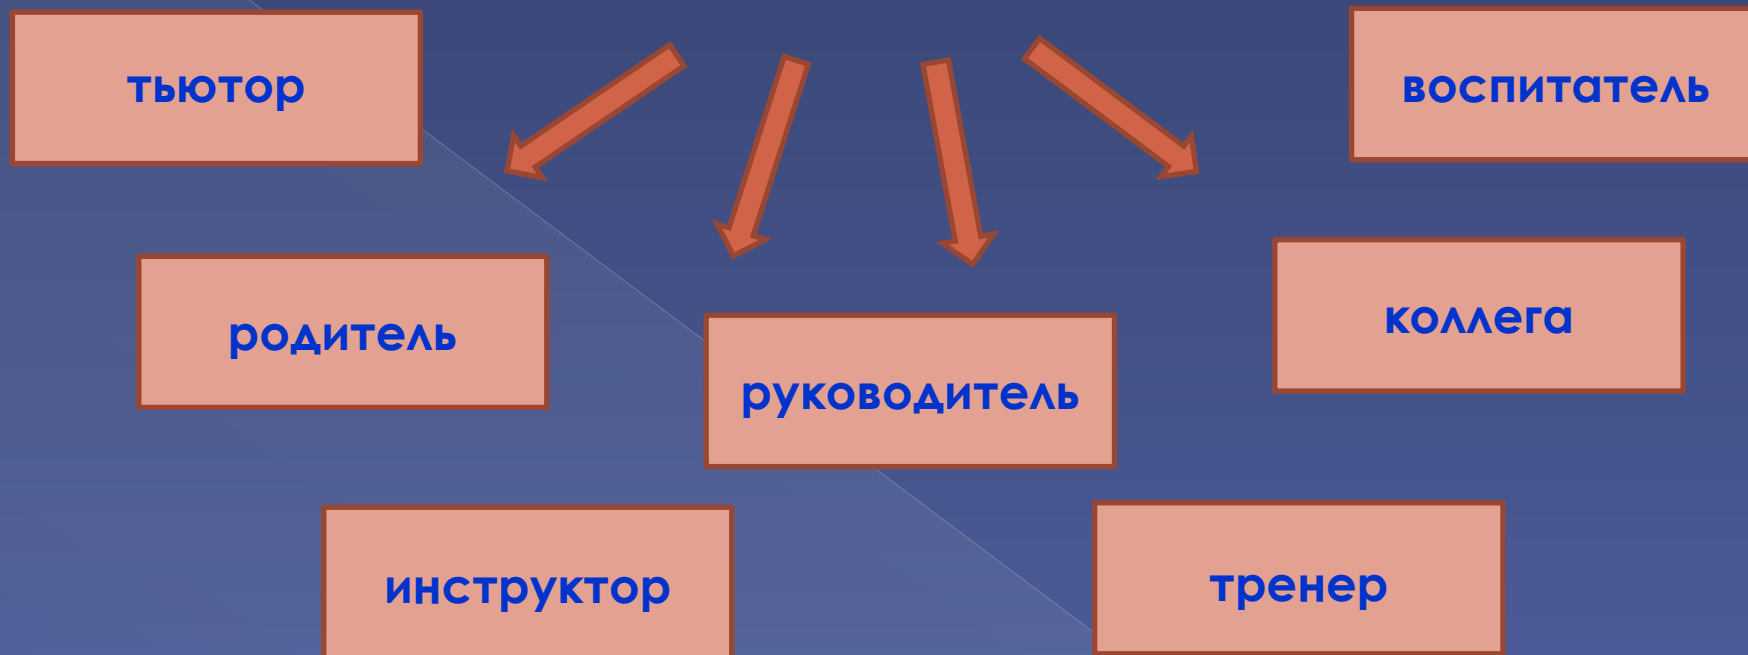 тьютор
воспитатель
родитель
коллега
руководитель
инструктор
тренер